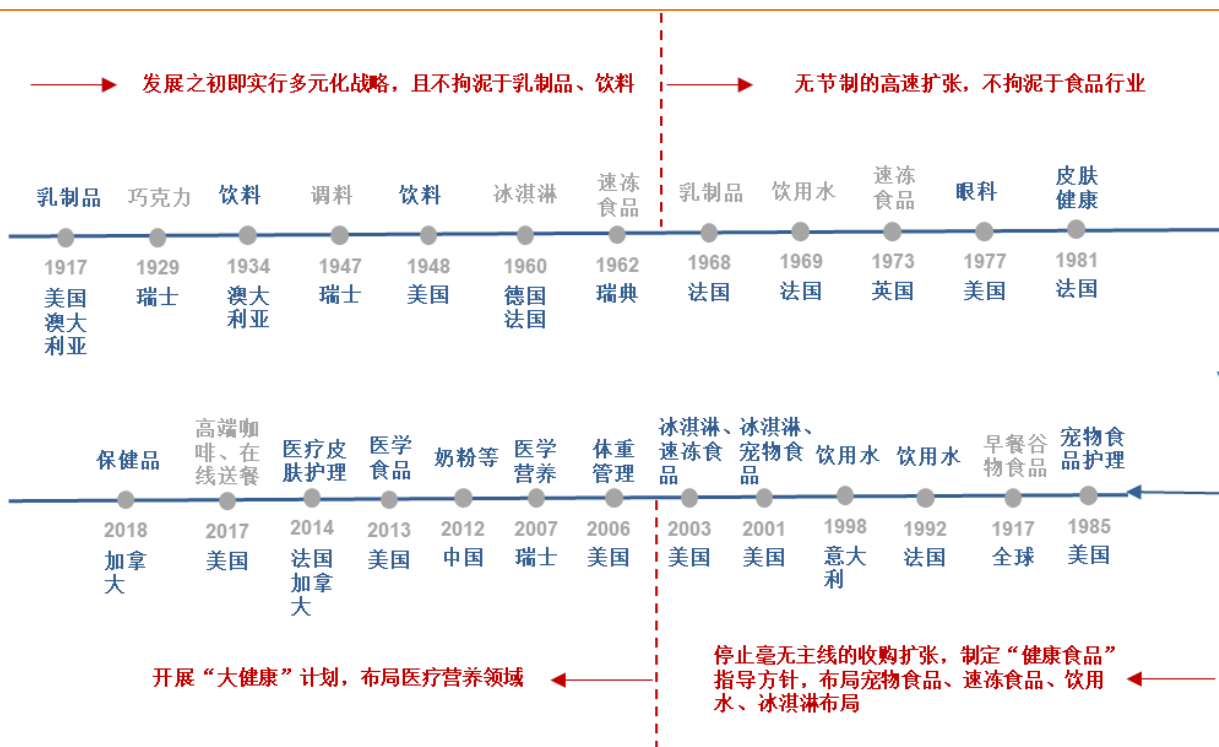 发展之初即实行多元化战略，且不拘泥于乳制品、饮料
无节制的高速扩张，不拘泥于食品行业
乳制品
巧克力
饮料
调料
饮料
冰淇淋
速冻
食品
乳制品
饮用水
速冻
食品
眼科
皮肤
健康
1917
1929
1934
1947
1948
1960
1962
1968
1969
1973
1977
1981
美国
澳大
利亚
瑞士
澳大
利亚
瑞士
美国
德国
法国
瑞典
法国
法国
英国
美国
法国
保健品
高端咖
啡、在
线送餐
医疗皮
肤护理
医学
食品
奶粉等
医学
营养
体重
管理
冰淇淋、
速冻食
品
冰淇淋、
宠物食
品
饮用水
饮用水
早餐谷
物食品
宠物食
品护理
2018
2017
2014
2013
2012
2007
2006
2003
2001
1998
1992
1917
1985
加拿
大
美国
法国
加拿
大
美国
中国
瑞士
美国
美国
美国
意大
利
法国
全球
美国
开展“大健康”计划，布局医疗营养领域
停止毫无主线的收购扩张，制定“健康食品”
指导方针，布局宠物食品、速冻食品、饮用
水、冰淇淋布局